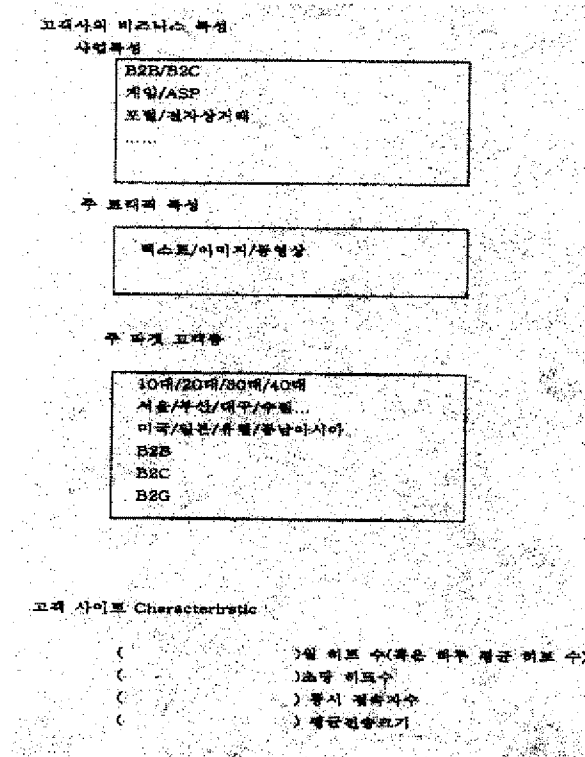 고객사의 비즈니스 특성
사업특성
B2B/B2C
게임/ASP
포털/전자상거래
......
주 트래픽 특성
텍스트/이미지/동영상
주 타겟 고객층
10대/20대/30대/40대
서울/부산/대구/수원...
미국/일본/유럽/동남아시아
B2B
B2C
B2G
고객 사이트 Characterirstic
( )월 히트 수(혹은 하루 평균 히트 수)
( )초당 히트수
( ) 동시 접속자수
( ) 평균전송크기